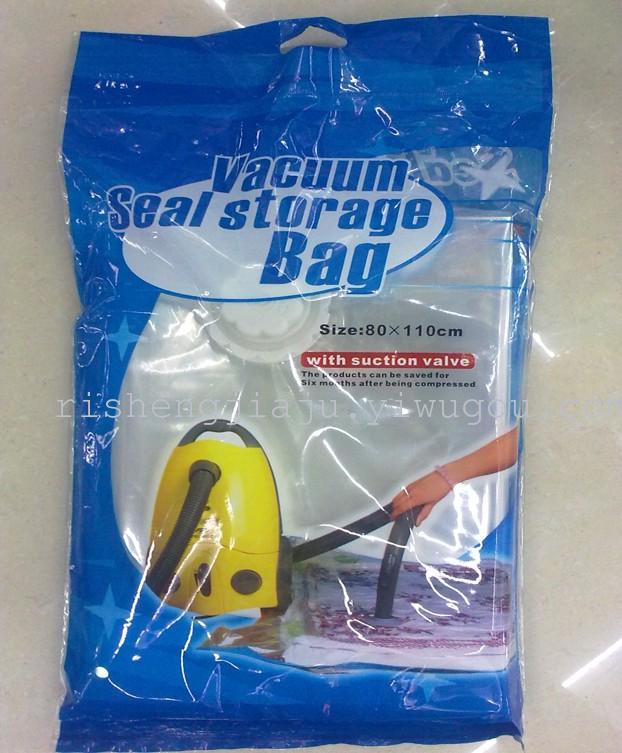 Vacuum
Seal storage
Bag
Size:80×110cm
with suction valve
The products can be saved for
Six months after being compressed
rishengjiaju.yiwugou.com